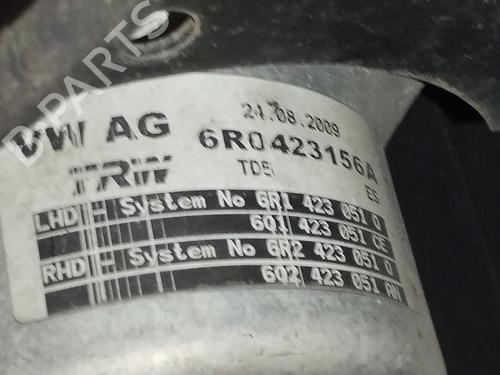 D-PARTS
24.08.2009
VW AG 6R0423156A
TRW TD5 ES
LHD - System No 6R1 423 051 Q
6Q1 423 051 CE
RHD - System No 6R2 423 051 Q
6Q2 423 051 AN